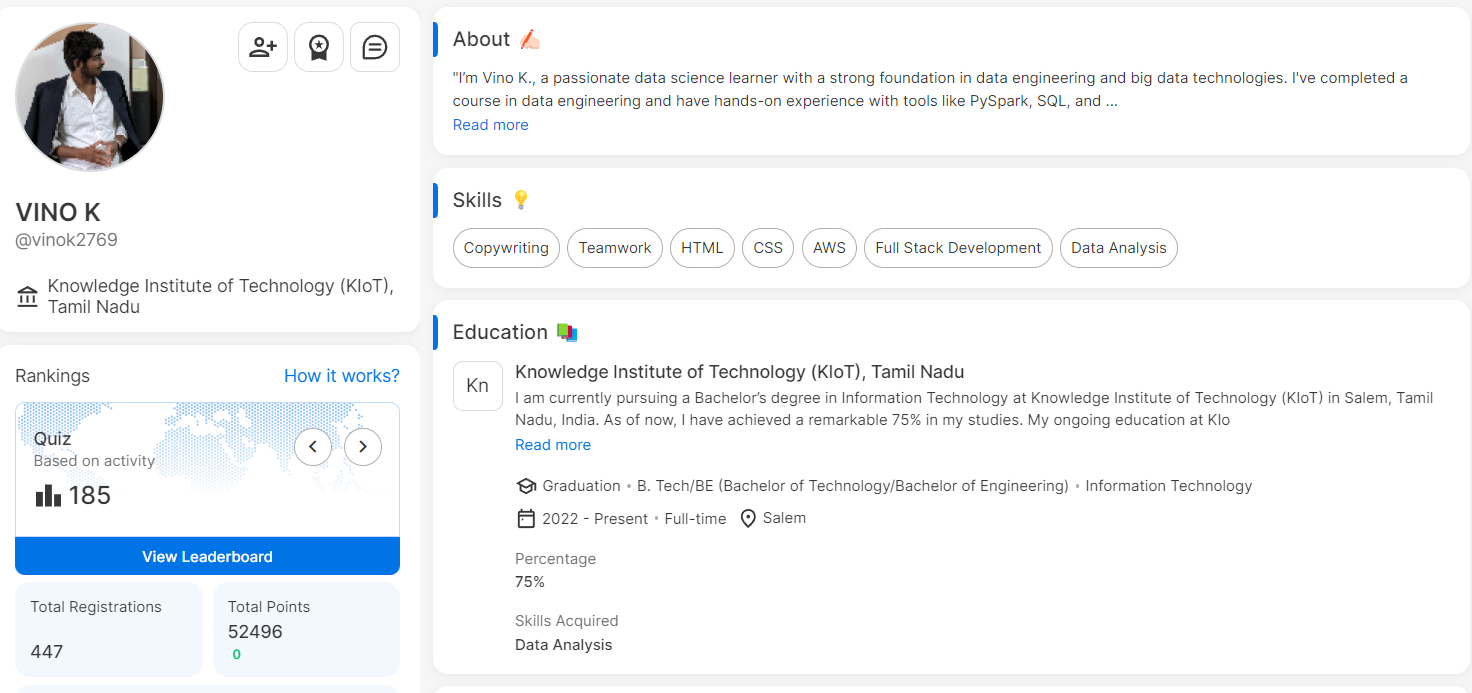 VINO K
@vinok2769
Knowledge Institute of Technology (KIoT),
Tamil Nadu
Rankings
How it works?
Quiz
Based on activity
185
View Leaderboard
Total Registrations
447
Total Points
52496
0
About
"I’m Vino K., a passionate data science learner with a strong foundation in data engineering and big data technologies. I've completed a
course in data engineering and have hands-on experience with tools like PySpark, SQL, and ...
Read more
Skills
Copywriting
Teamwork
HTML
CSS
AWS
Full Stack Development
Data Analysis
Education
Kn
Knowledge Institute of Technology (KIoT), Tamil Nadu
I am currently pursuing a Bachelor’s degree in Information Technology at Knowledge Institute of Technology (KIoT) in Salem, Tamil
Nadu, India. As of now, I have achieved a remarkable 75% in my studies. My ongoing education at KIo
Read more
Graduation • B. Tech/BE (Bachelor of Technology/Bachelor of Engineering) • Information Technology
2022 - Present • Full-time Salem
Percentage
75%
Skills Acquired
Data Analysis